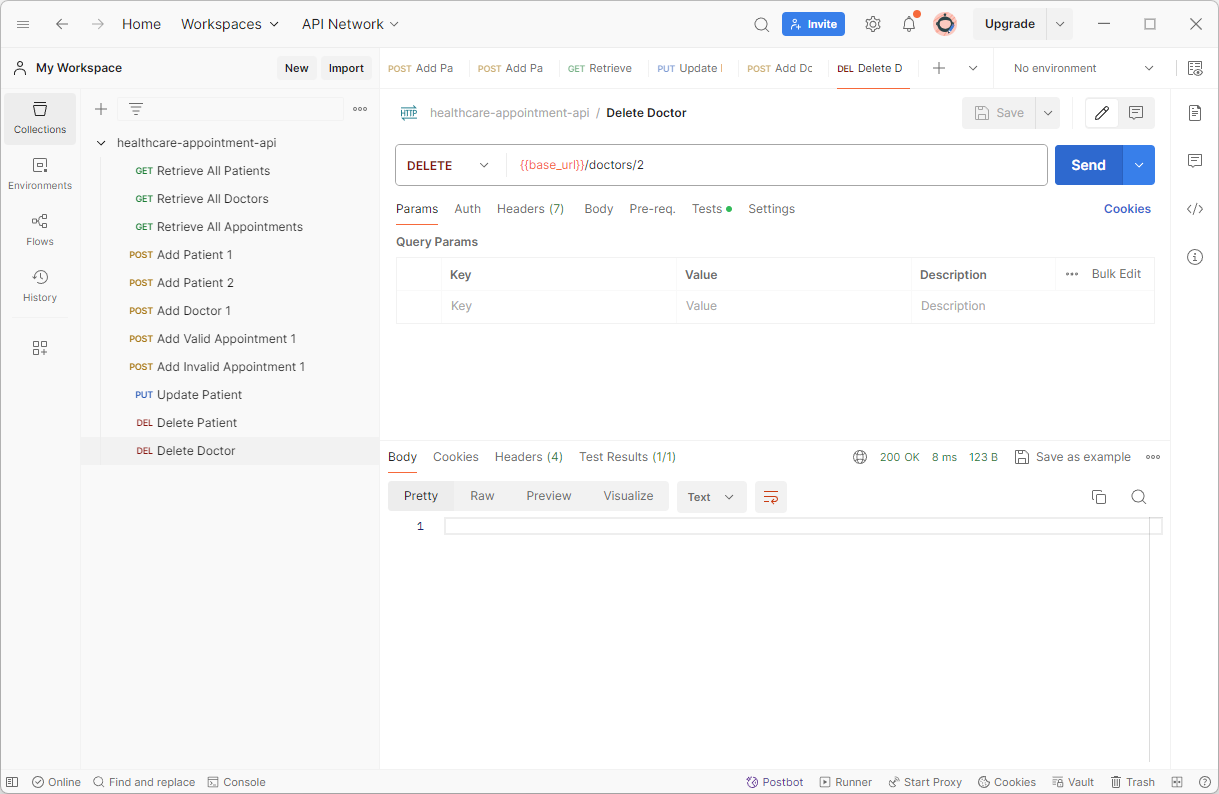 Home Workspaces API Network Invite Upgrade
My Workspace New Import POST Add Pa POST Add Pa GET Retrieve PUT Update POST Add Dc DEL Delete D No environment
Collections
Environments
Flows
History
healthcare-appointment-api
GET Retrieve All Patients
GET Retrieve All Doctors
GET Retrieve All Appointments
POST Add Patient 1
POST Add Patient 2
POST Add Doctor 1
POST Add Valid Appointment 1
POST Add Invalid Appointment 1
PUT Update Patient
DEL Delete Patient
DEL Delete Doctor
HTTP healthcare-appointment-api / Delete Doctor Save
DELETE {{base_url}}/doctors/2 Send
Params Auth Headers (7) Body Pre-req. Tests Settings Cookies
Query Params
Key Value Description Bulk Edit
Key Value Description
Body Cookies Headers (4) Test Results (1/1) 200 OK 8 ms 123 B Save as example
Pretty Raw Preview Visualize Text
1
Online Find and replace Console Postbot Runner Start Proxy Cookies Vault Trash